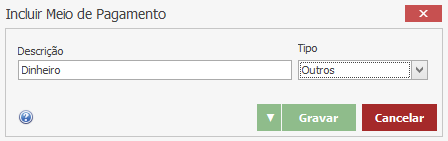 Incluir Meio de Pagamento
Descrição Tipo
Dinheiro Outros
Gravar Cancelar